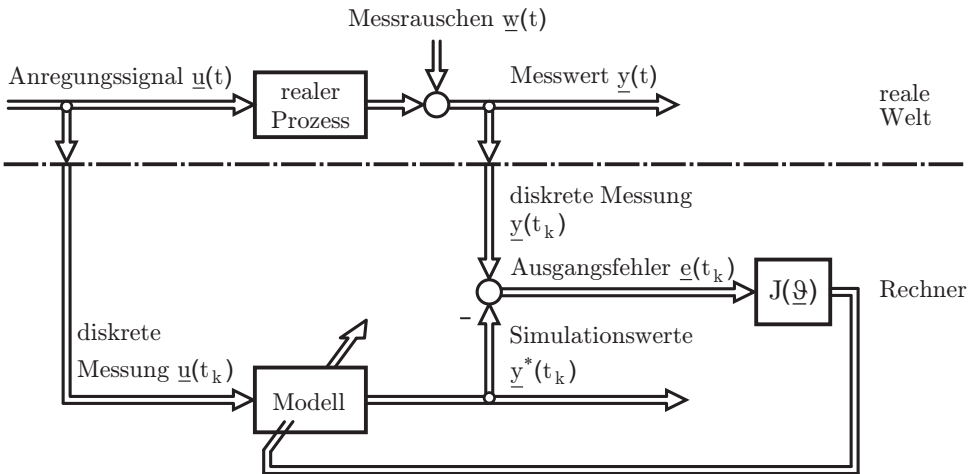 Messrauschen w(t)
Anregungssignal u(t)
realer
Prozess
Messwert y(t)
reale
Welt
diskrete Messung
y(t_k)
Ausgangsfehler e(t_k)
J(ϑ)
Rechner
–
diskrete
Messung u(t_k)
Modell
Simulationswerte
y*(t_k)